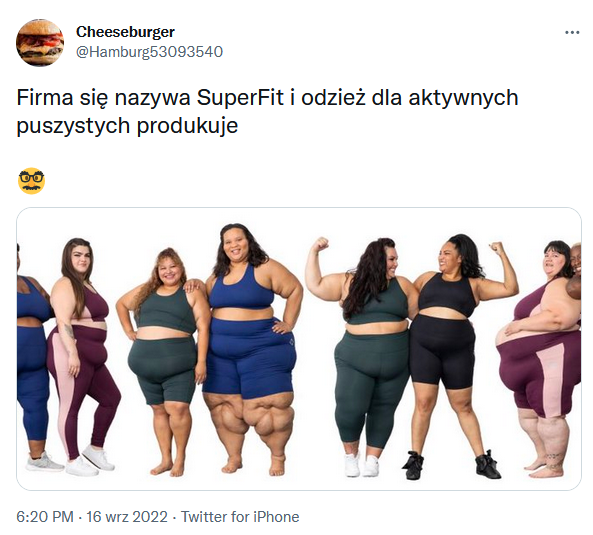 Cheeseburger
@Hamburg53093540
Firma się nazywa SuperFit i odzież dla aktywnych
puszystych produkuje
6:20 PM · 16 wrz 2022 · Twitter for iPhone